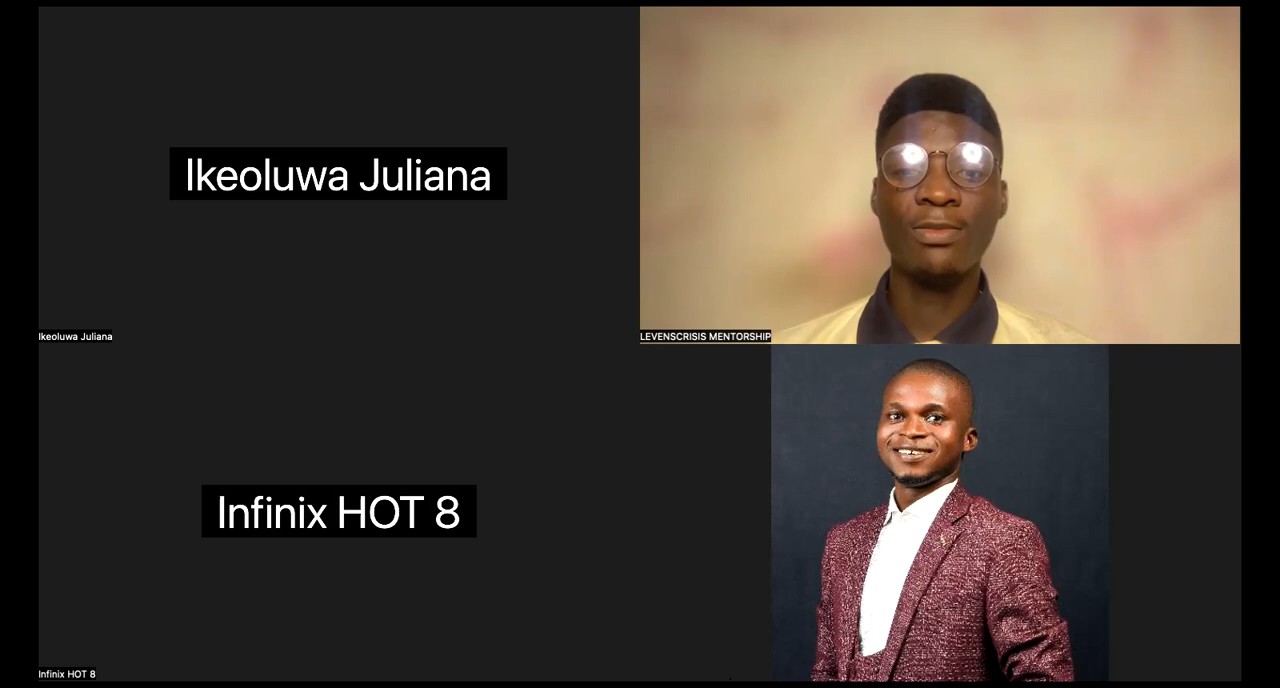 Ikeoluwa Juliana
Ikeoluwa Juliana
LEVENSCRISIS MENTORSHIP
Infinix HOT 8
Infinix HOT 8